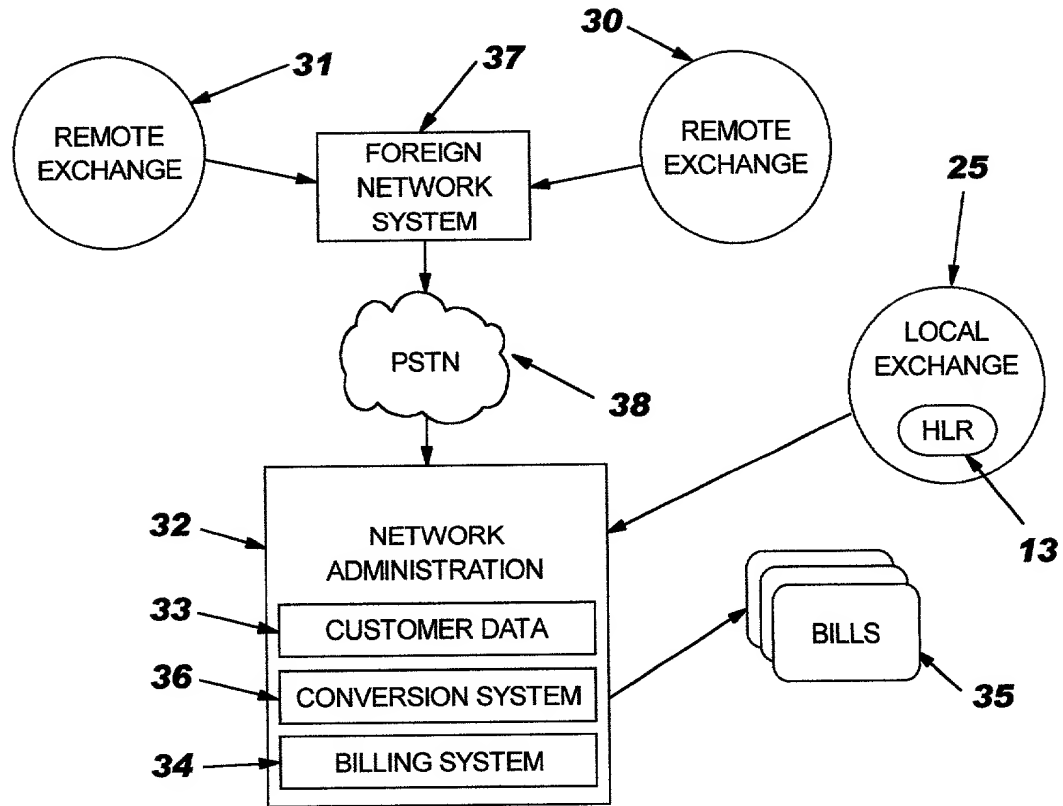 31
37
30
REMOTE
EXCHANGE
FOREIGN
NETWORK
SYSTEM
REMOTE
EXCHANGE
25
PSTN
38
LOCAL
EXCHANGE
HLR
13
32
NETWORK
ADMINISTRATION
33
CUSTOMER DATA
36
CONVERSION SYSTEM
34
BILLING SYSTEM
BILLS
35